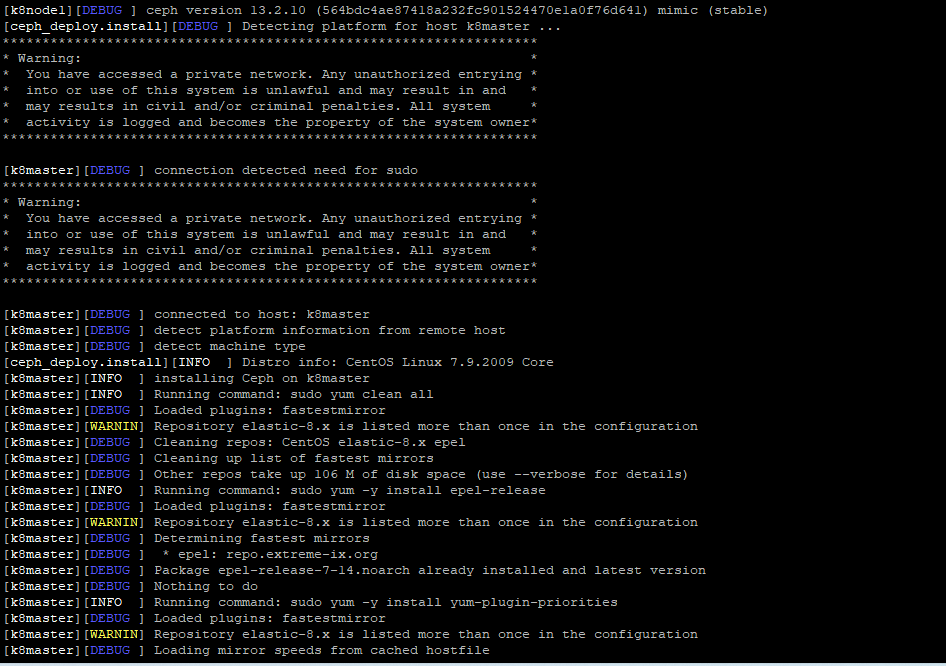 [k8node1][DEBUG ] ceph version 13.2.10 (564bdc4ae87418a232fc901524470e1a0f76d641) mimic (stable)
[ceph_deploy.install][DEBUG ] Detecting platform for host k8master ...
*******************************************************************
* Warning:                                                        *
*  You have accessed a private network. Any unauthorized entrying *
*  into or use of this system is unlawful and may result in and   *
*  may results in civil and/or criminal penalties. All system     *
*  activity is logged and becomes the property of the system owner*
*******************************************************************
[k8master][DEBUG ] connection detected need for sudo
*******************************************************************
* Warning:                                                        *
*  You have accessed a private network. Any unauthorized entrying *
*  into or use of this system is unlawful and may result in and   *
*  may results in civil and/or criminal penalties. All system     *
*  activity is logged and becomes the property of the system owner*
*******************************************************************
[k8master][DEBUG ] connected to host: k8master
[k8master][DEBUG ] detect platform information from remote host
[k8master][DEBUG ] detect machine type
[ceph_deploy.install][INFO  ] Distro info: CentOS Linux 7.9.2009 Core
[k8master][INFO  ] installing Ceph on k8master
[k8master][INFO  ] Running command: sudo yum clean all
[k8master][DEBUG ] Loaded plugins: fastestmirror
[k8master][WARNIN] Repository elastic-8.x is listed more than once in the configuration
[k8master][DEBUG ] Cleaning repos: CentOS elastic-8.x epel
[k8master][DEBUG ] Cleaning up list of fastest mirrors
[k8master][DEBUG ] Other repos take up 106 M of disk space (use --verbose for details)
[k8master][INFO  ] Running command: sudo yum -y install epel-release
[k8master][DEBUG ] Loaded plugins: fastestmirror
[k8master][WARNIN] Repository elastic-8.x is listed more than once in the configuration
[k8master][DEBUG ] Determining fastest mirrors
[k8master][DEBUG ]  * epel: repo.extreme-ix.org
[k8master][DEBUG ] Package epel-release-7-14.noarch already installed and latest version
[k8master][DEBUG ] Nothing to do
[k8master][INFO  ] Running command: sudo yum -y install yum-plugin-priorities
[k8master][DEBUG ] Loaded plugins: fastestmirror
[k8master][WARNIN] Repository elastic-8.x is listed more than once in the configuration
[k8master][DEBUG ] Loading mirror speeds from cached hostfile